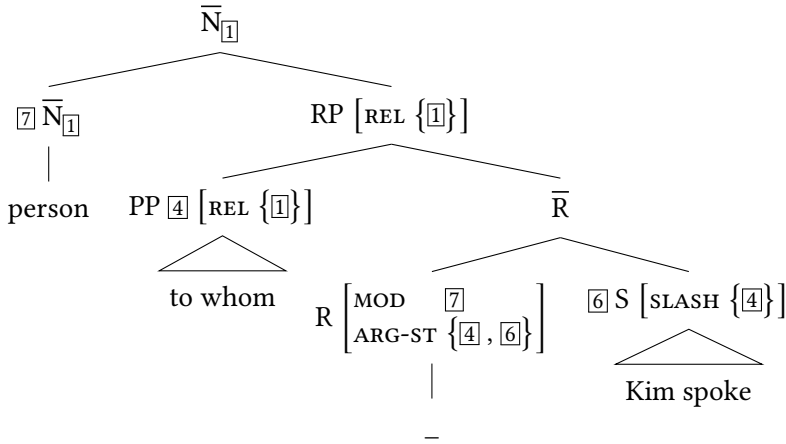 N̅[1]
[7] N̅[1] RP [REL {[1]}]
person PP [4] [REL {[1]}] R̅
to whom R [MOD [7] ARG-ST {[4] , [6]}] [6] S [SLASH {[4]}]
Kim spoke
–